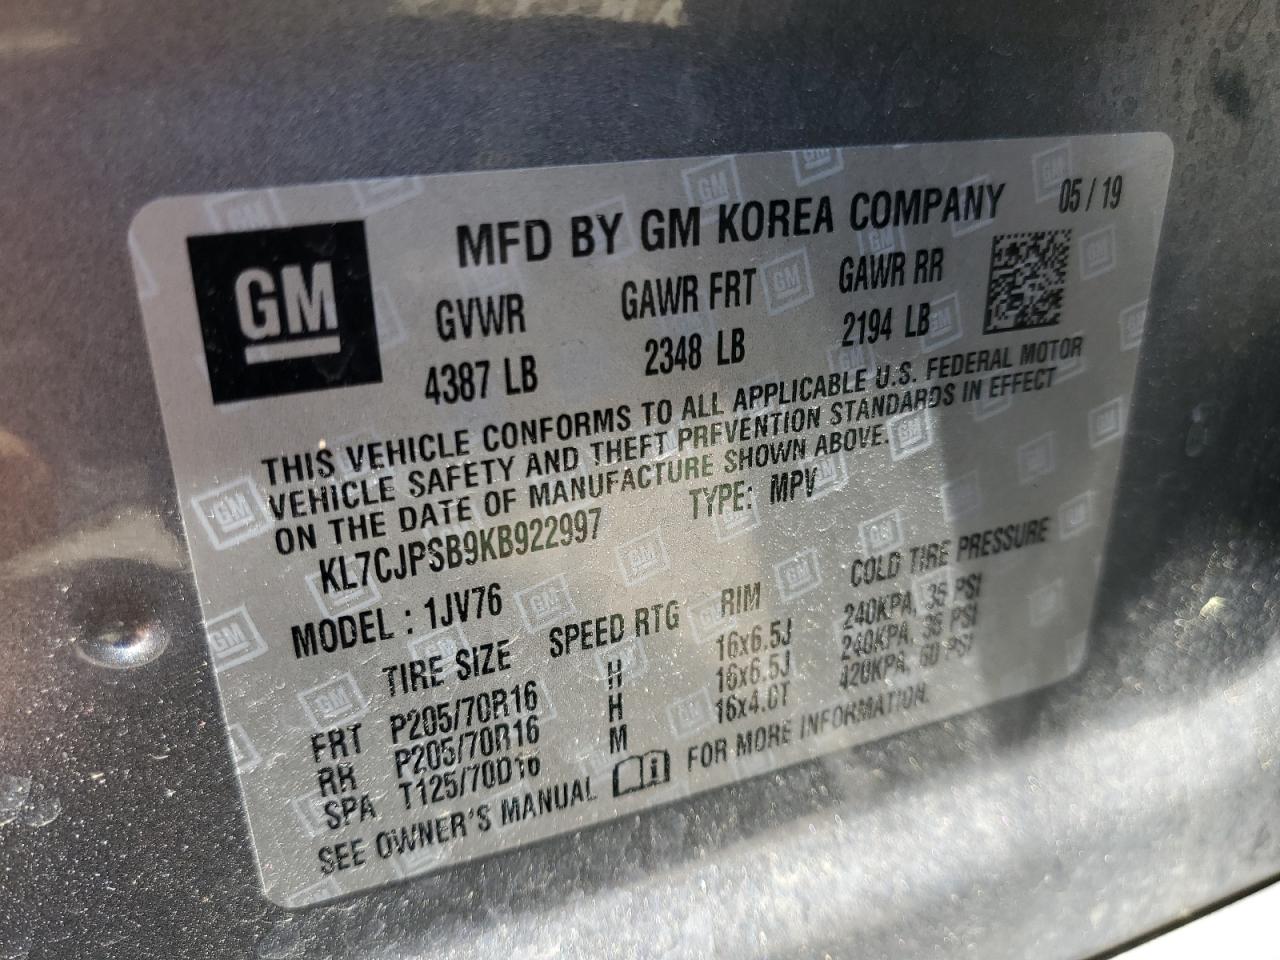 GM
MFD BY GM KOREA COMPANY 05/19
GVWR GAWR FRT GAWR RR
4387 LB 2348 LB 2194 LB
THIS VEHICLE CONFORMS TO ALL APPLICABLE U.S. FEDERAL MOTOR
VEHICLE SAFETY AND THEFT PREVENTION STANDARDS IN EFFECT
ON THE DATE OF MANUFACTURE SHOWN ABOVE.
KL7CJPSB9KB922997 TYPE: MPV
MODEL: 1JV76
TIRE SIZE SPEED RTG RIM COLD TIRE PRESSURE
FRT P205/70R16 H 16x6.5J 240KPA, 35 PSI
RR P205/70R16 H 16x6.5J 240KPA, 35 PSI
SPA T125/70D16 M 16x4.0T 420KPA, 60 PSI
SEE OWNER'S MANUAL FOR MORE INFORMATION.